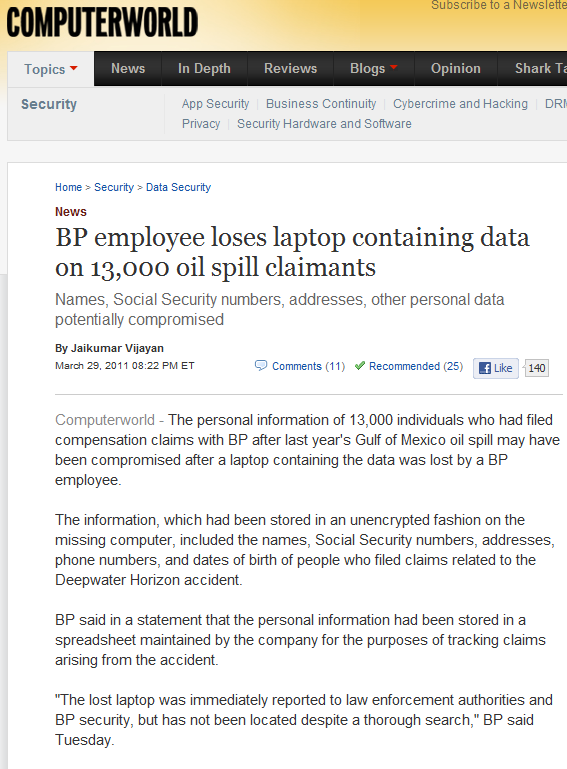 Subscribe to a Newslette
COMPUTERWORLD
Topics News In Depth Reviews Blogs Opinion Shark Ta
Security App Security Business Continuity Cybercrime and Hacking DRM
Privacy Security Hardware and Software
Home > Security > Data Security
News
BP employee loses laptop containing data
on 13,000 oil spill claimants
Names, Social Security numbers, addresses, other personal data
potentially compromised
By Jaikumar Vijayan
March 29, 2011 08:22 PM ET Comments (11) Recommended (25) Like 140
Computerworld - The personal information of 13,000 individuals who had filed
compensation claims with BP after last year's Gulf of Mexico oil spill may have
been compromised after a laptop containing the data was lost by a BP
employee.
The information, which had been stored in an unencrypted fashion on the
missing computer, included the names, Social Security numbers, addresses,
phone numbers, and dates of birth of people who filed claims related to the
Deepwater Horizon accident.
BP said in a statement that the personal information had been stored in a
spreadsheet maintained by the company for the purposes of tracking claims
arising from the accident.
"The lost laptop was immediately reported to law enforcement authorities and
BP security, but has not been located despite a thorough search," BP said
Tuesday.